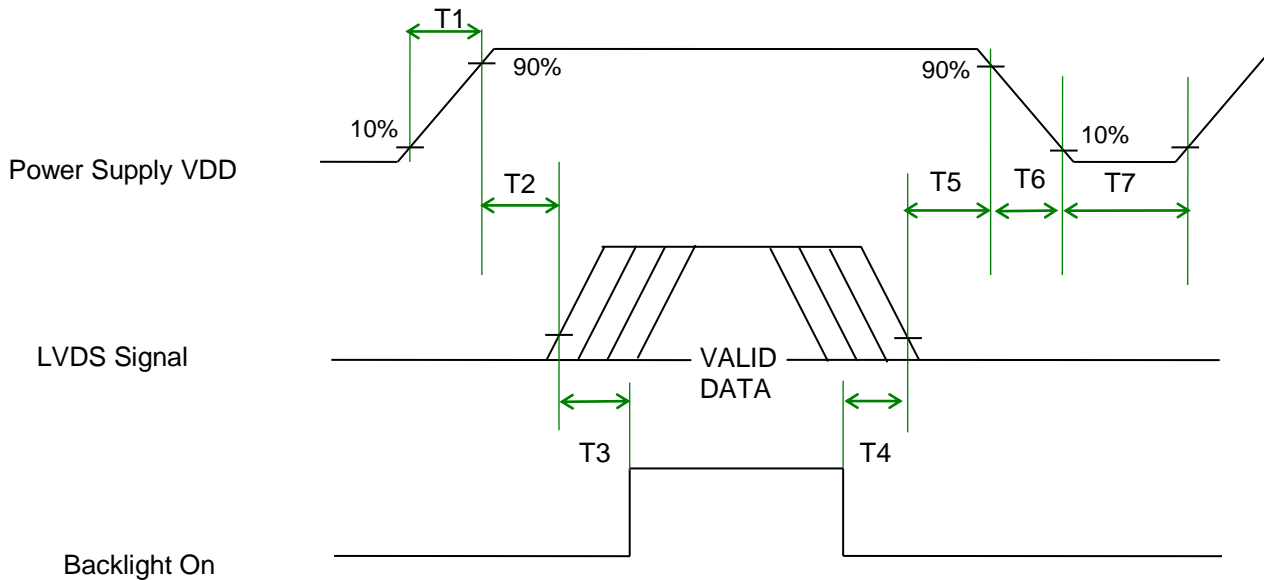 T1
90%
90%
10%
10%
Power Supply VDD
T2
T5
T6
T7
LVDS Signal
VALID
DATA
T3
T4
Backlight On